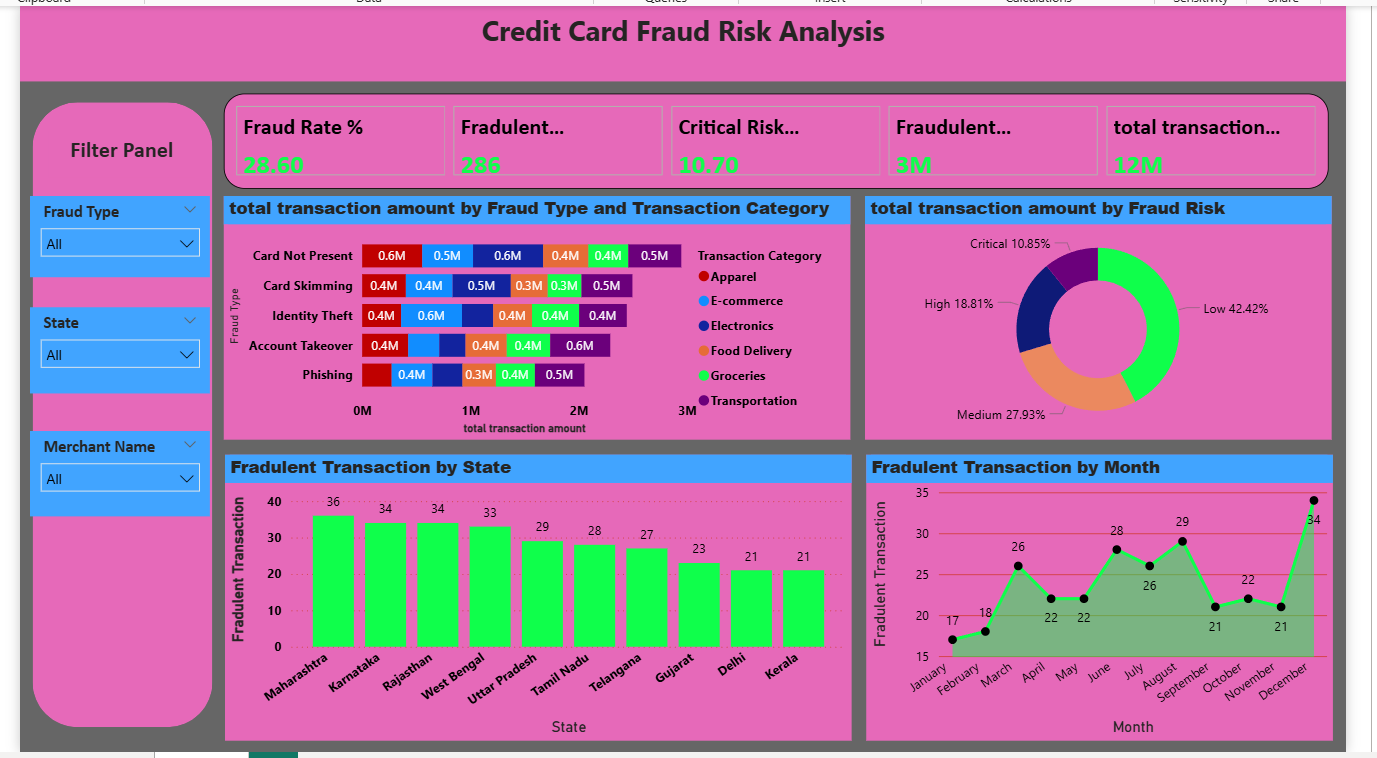 Clipboard Data Queries Insert Calculations Sensitivity Share
Credit Card Fraud Risk Analysis
Filter Panel
Fraud Type
All
State
All
Merchant Name
All
Fraud Rate %
28.60
Fradulent...
286
Critical Risk...
10.70
Fraudulent...
3M
total transaction...
12M
total transaction amount by Fraud Type and Transaction Category
Fraud Type
Card Not Present 0.6M 0.5M 0.6M 0.4M 0.4M 0.5M
Card Skimming 0.4M 0.4M 0.5M 0.3M 0.3M 0.5M
Identity Theft 0.4M 0.6M 0.4M 0.4M 0.4M
Account Takeover 0.4M 0.4M 0.4M 0.6M
Phishing 0.4M 0.3M 0.4M 0.5M
0M 1M 2M 3M
total transaction amount
Transaction Category
Apparel
E-commerce
Electronics
Food Delivery
Groceries
Transportation
total transaction amount by Fraud Risk
Critical 10.85%
High 18.81%
Low 42.42%
Medium 27.93%
Fradulent Transaction by State
Fradulent Transaction
40
30
20
10
0
36 34 34 33 29 28 27 23 21 21
Maharashtra Karnataka Rajasthan West Bengal Uttar Pradesh Tamil Nadu Telangana Gujarat Delhi Kerala
State
Fradulent Transaction by Month
Fradulent Transaction
35
30
25
20
15
17 18 26 22 22 28 26 29 21 22 21 34
January February March April May June July August September October November December
Month